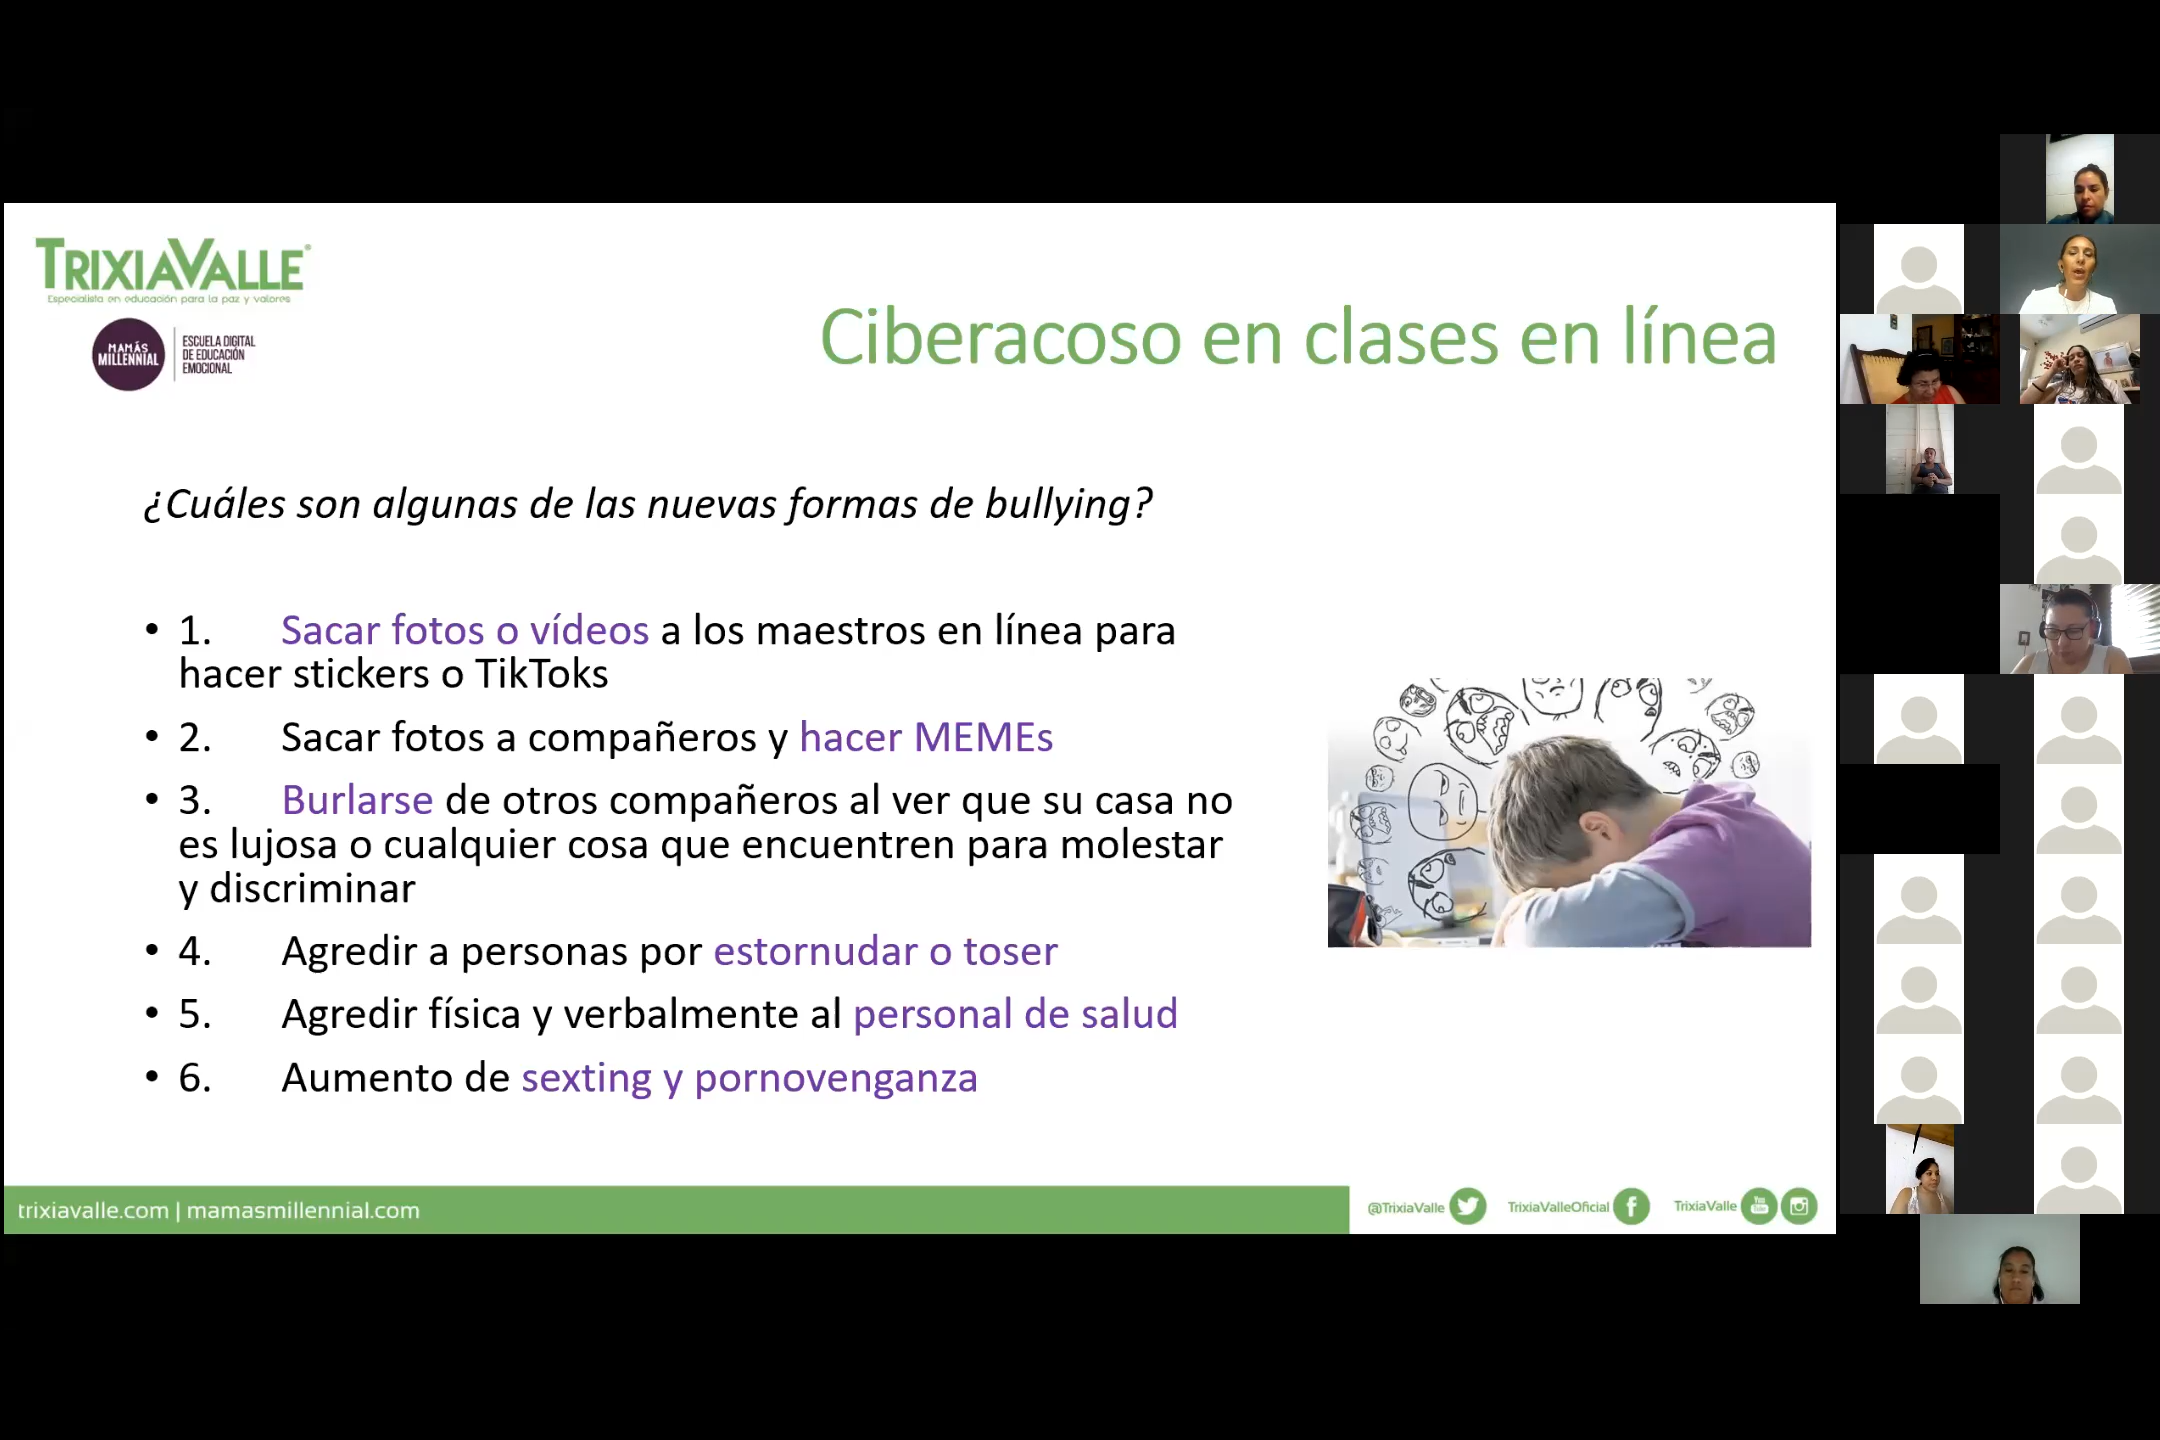 TRIXIAVALLE®
Especialista en educación para la paz y valores
MAMÁS
MILLENNIAL
ESCUELA DIGITAL
DE EDUCACIÓN
EMOCIONAL
Ciberacoso en clases en línea
¿Cuáles son algunas de las nuevas formas de bullying?
• 1. Sacar fotos o vídeos a los maestros en línea para
hacer stickers o TikToks
• 2. Sacar fotos a compañeros y hacer MEMEs
• 3. Burlarse de otros compañeros al ver que su casa no
es lujosa o cualquier cosa que encuentren para molestar
y discriminar
• 4. Agredir a personas por estornudar o toser
• 5. Agredir física y verbalmente al personal de salud
• 6. Aumento de sexting y pornovenganza
trixiavalle.com | mamasmillennial.com
@TrixiaValle
TrixiaValleOficial
TrixiaValle
You
Tube